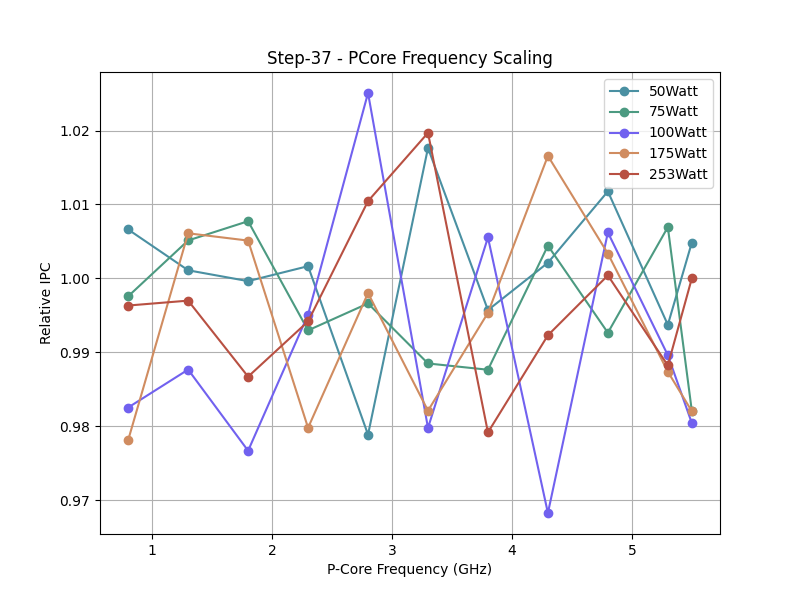 Step-37 - PCore Frequency Scaling
50Watt
75Watt
100Watt
175Watt
253Watt
Relative IPC
1.02
1.01
1.00
0.99
0.98
0.97
1 2 3 4 5
P-Core Frequency (GHz)